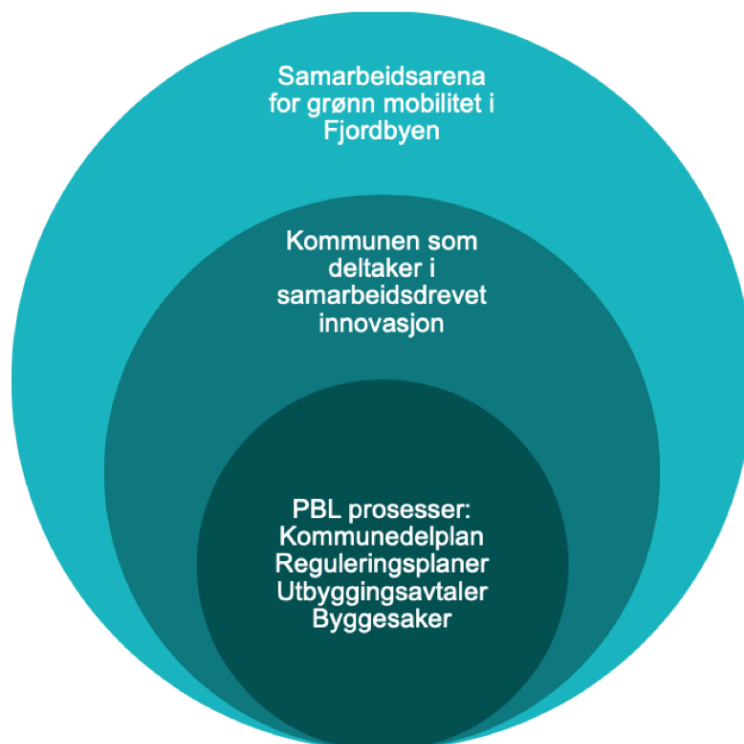 Samarbeidsarena
for grønn mobilitet i
Fjordbyen
Kommunen som
deltaker i
samarbeidsdrevet
innovasjon
PBL prosesser:
Kommunedelplan
Reguleringsplaner
Utbyggingsavtaler
Byggesaker